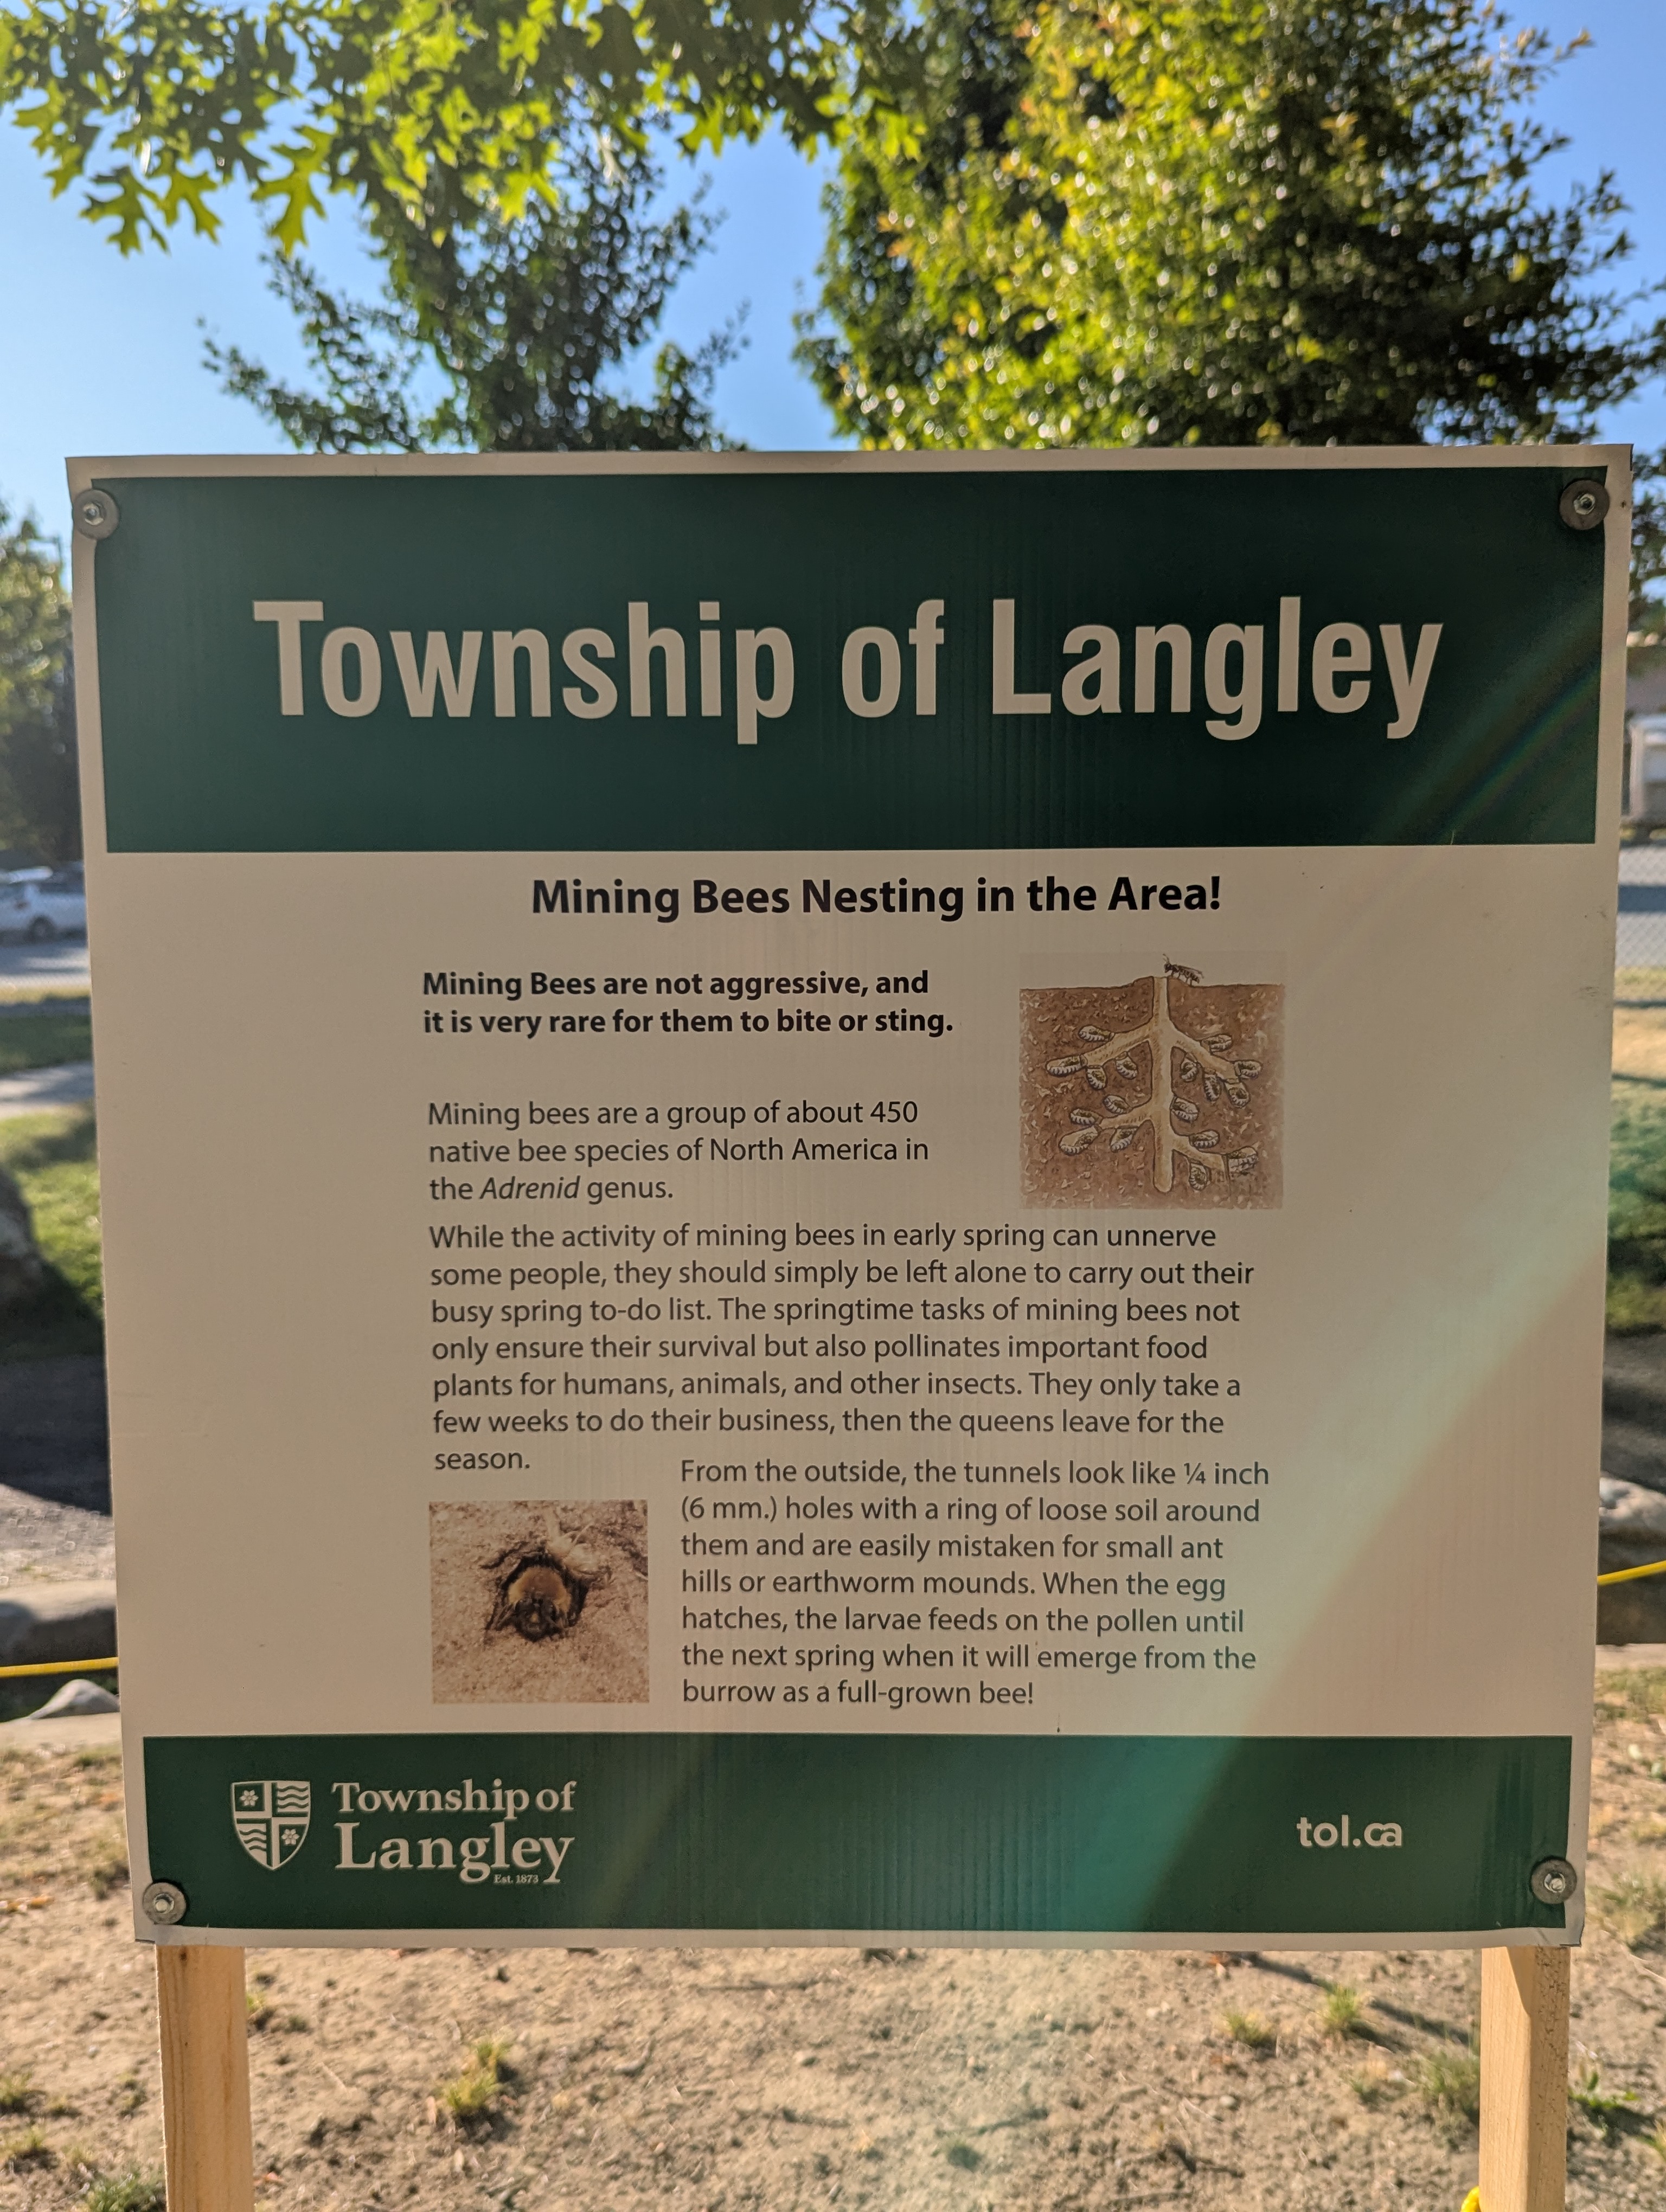 Township of Langley
Mining Bees Nesting in the Area!
Mining Bees are not aggressive, and
it is very rare for them to bite or sting.
Mining bees are a group of about 450
native bee species of North America in
the Adrenid genus.
While the activity of mining bees in early spring can unnerve
some people, they should simply be left alone to carry out their
busy spring to-do list. The springtime tasks of mining bees not
only ensure their survival but also pollinates important food
plants for humans, animals, and other insects. They only take a
few weeks to do their business, then the queens leave for the
season.
From the outside, the tunnels look like ¼ inch
(6 mm.) holes with a ring of loose soil around
them and are easily mistaken for small ant
hills or earthworm mounds. When the egg
hatches, the larvae feeds on the pollen until
the next spring when it will emerge from the
burrow as a full-grown bee!
Township of
Langley
Est. 1873
tol.ca